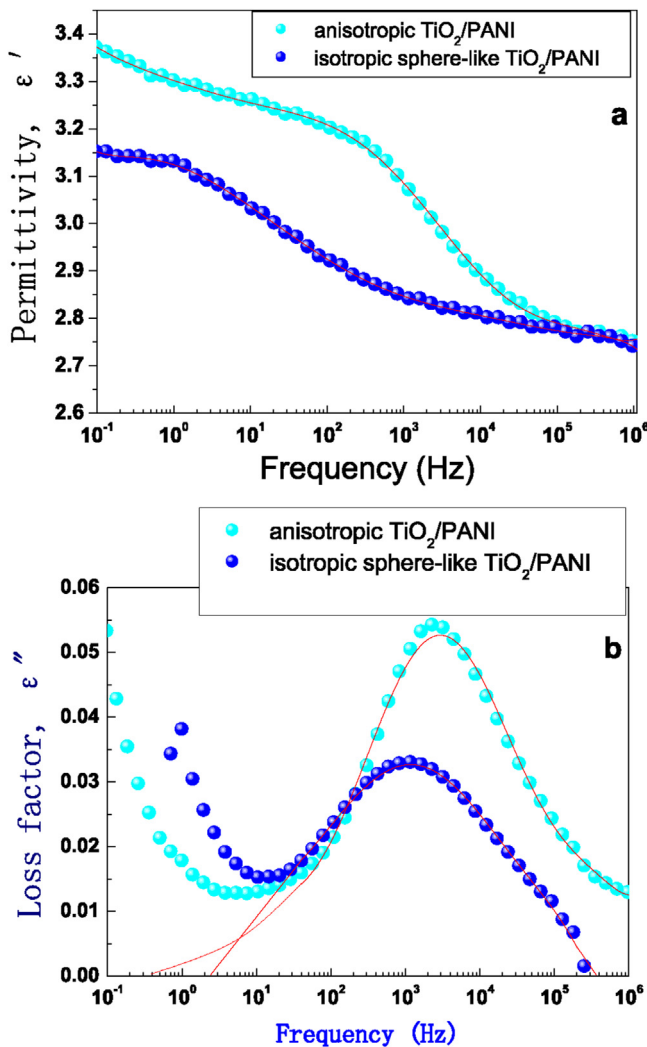 anisotropic TiO₂/PANI
isotropic sphere-like TiO₂/PANI
a
Permittivity, ε′
3.4
3.3
3.2
3.1
3.0
2.9
2.8
2.7
2.6
10⁻¹ 10⁰ 10¹ 10² 10³ 10⁴ 10⁵ 10⁶
Frequency (Hz)
anisotropic TiO₂/PANI
isotropic sphere-like TiO₂/PANI
b
Loss factor, ε″
0.06
0.05
0.04
0.03
0.02
0.01
0.00
10⁻¹ 10⁰ 10¹ 10² 10³ 10⁴ 10⁵ 10⁶
Frequency (Hz)